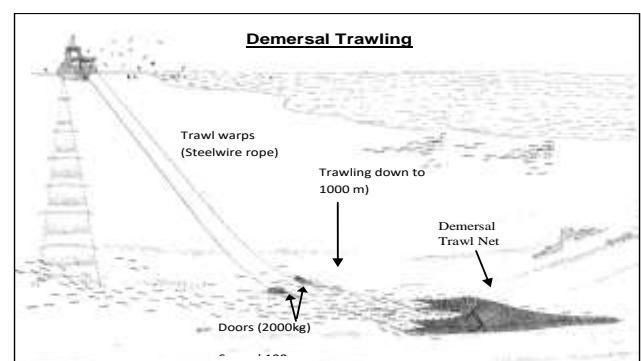 Demersal Trawling
Trawl warps
(Steelwire rope)
Trawling down to
1000 m)
Demersal
Trawl Net
Doors (2000kg)